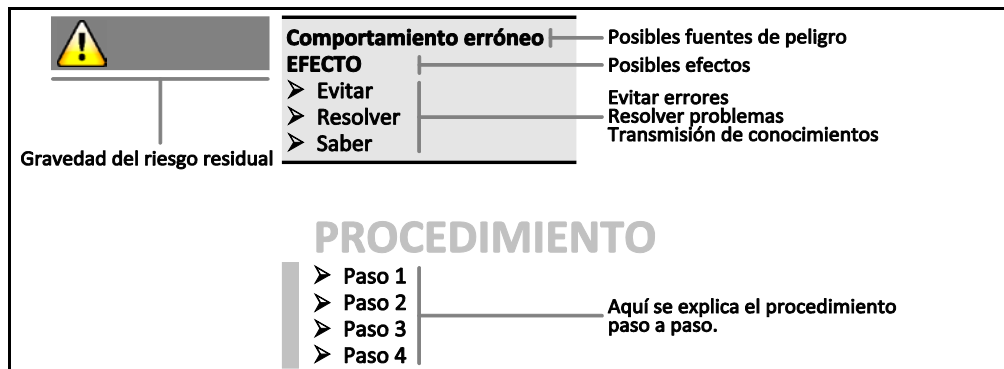 Comportamiento erróneo
Posibles fuentes de peligro
EFECTO
Posibles efectos
➢ Evitar
➢ Resolver
➢ Saber
Evitar errores
Resolver problemas
Transmisión de conocimientos
Gravedad del riesgo residual
PROCEDIMIENTO
➢ Paso 1
➢ Paso 2
➢ Paso 3
➢ Paso 4
Aquí se explica el procedimiento
paso a paso.